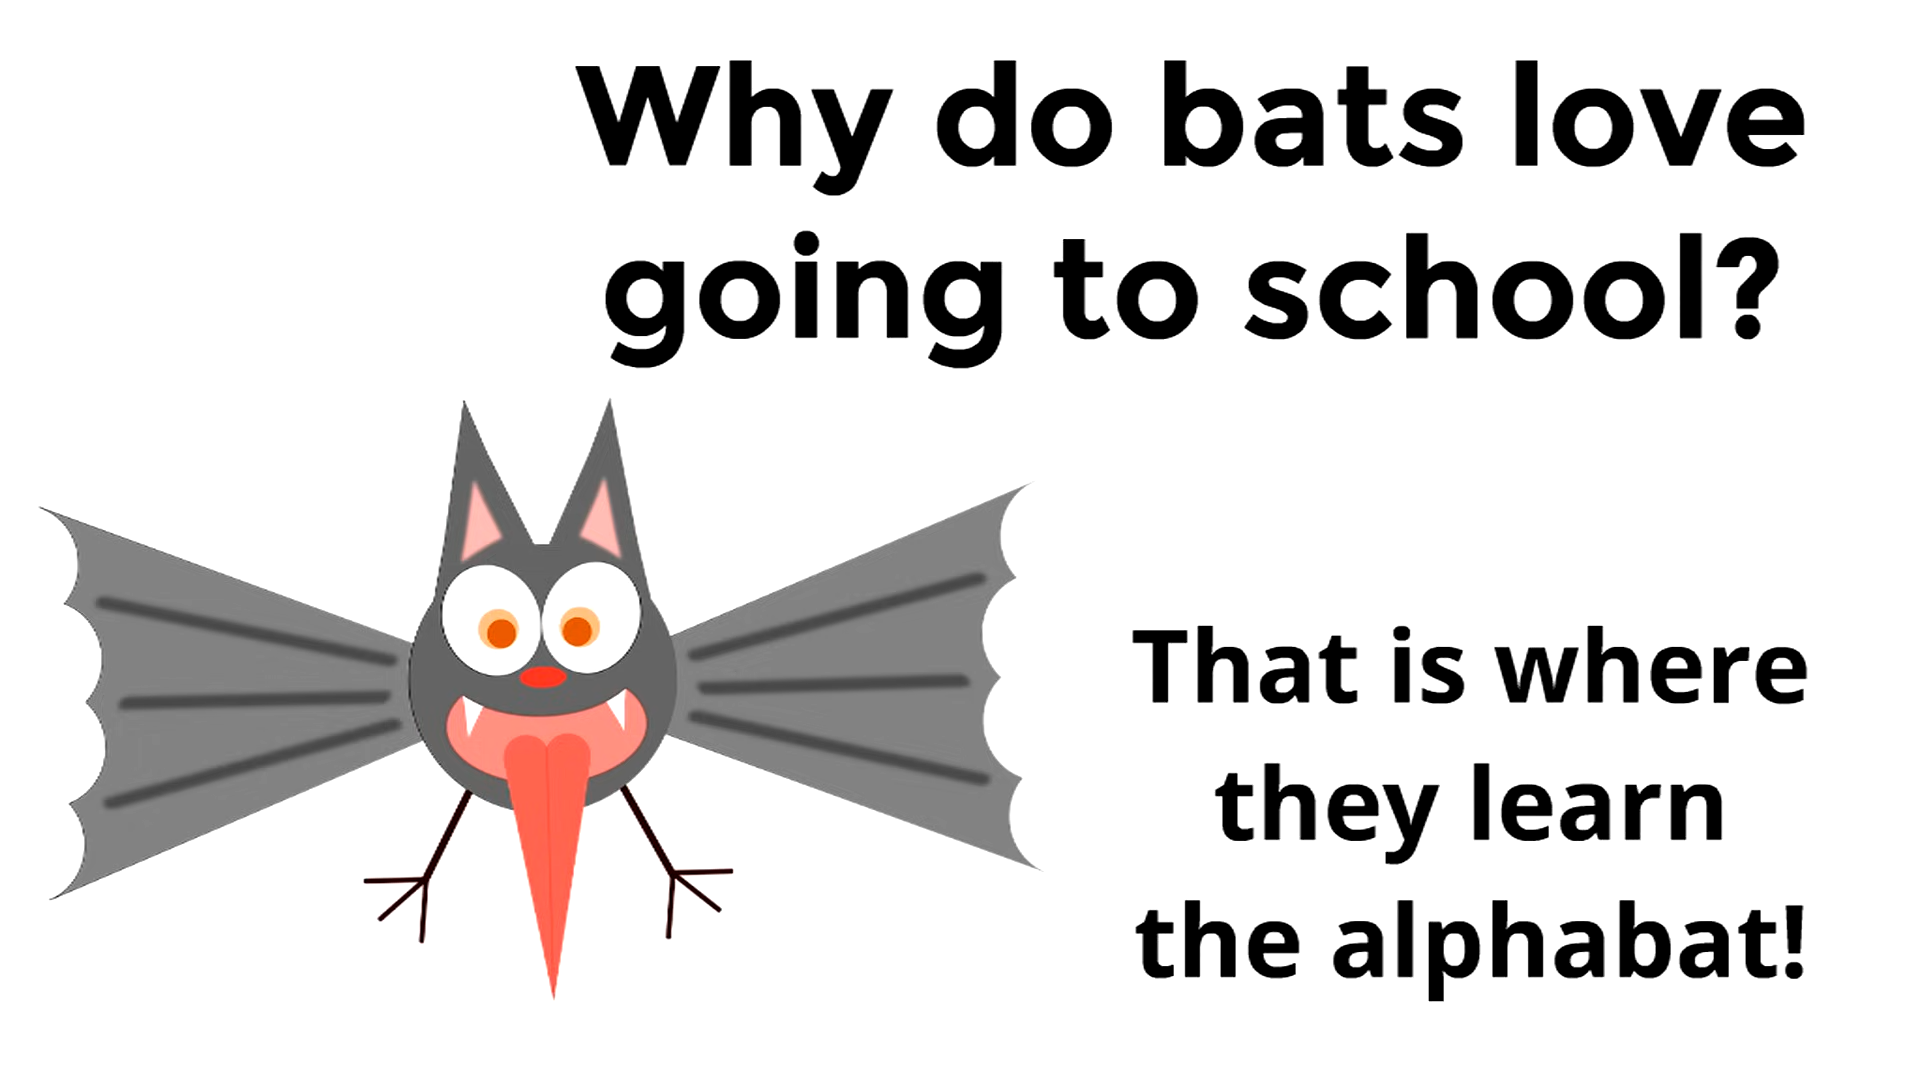 Why do bats love
going to school?
That is where
they learn
the alphabat!